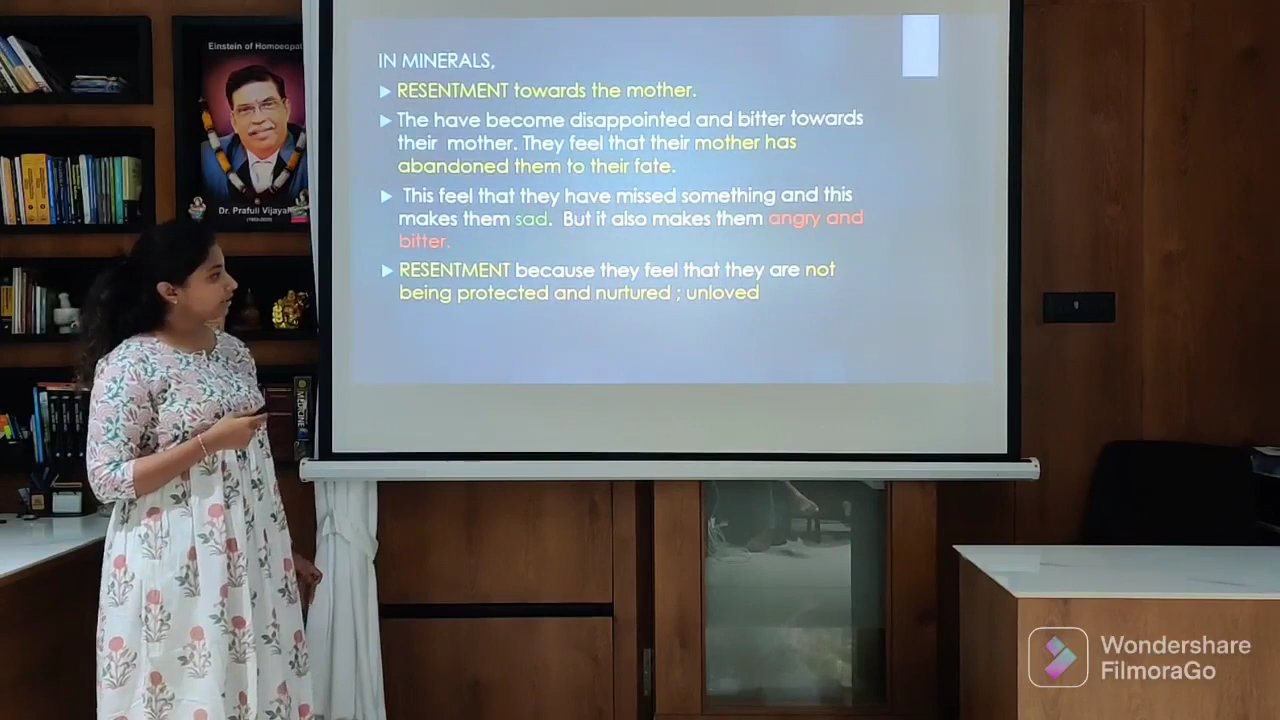 Einstein of Homoeopat
Dr. Prafull Vijayak
IN MINERALS,
RESENTMENT towards the mother.
The have become disappointed and bitter towards
their mother. They feel that their mother has
abandoned them to their fate.
This feel that they have missed something and this
makes them sad. But it also makes them angry and
bitter.
RESENTMENT because they feel that they are not
being protected and nurtured ; unloved
MEDICINE
Wondershare
FilmoraGo